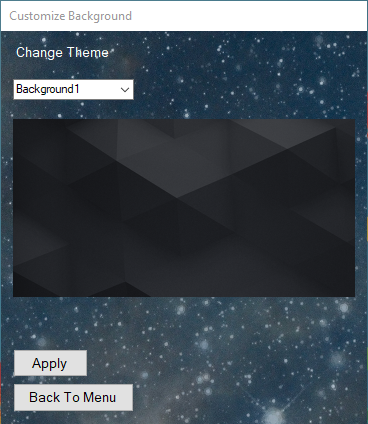 Customize Background
Change Theme
Background1
Apply
Back To Menu